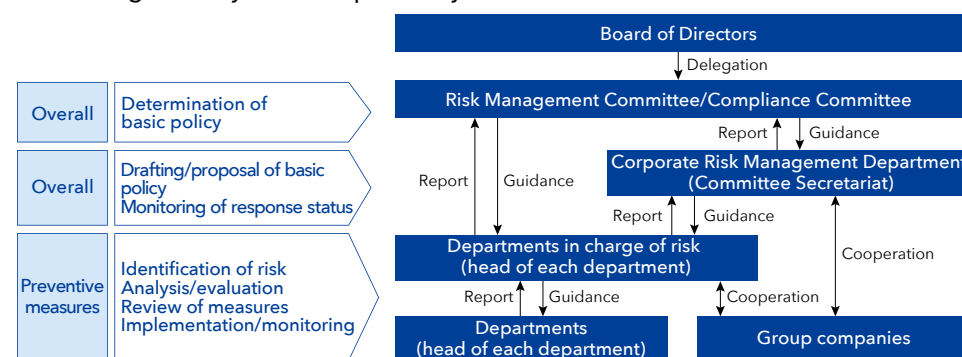 Board of Directors
Delegation
Overall
Determination of
basic policy
Risk Management Committee/Compliance Committee
Report
Guidance
Overall
Drafting/proposal of basic
policy
Monitoring of response status
Report
Guidance
Corporate Risk Management Department
(Committee Secretariat)
Report
Guidance
Cooperation
Preventive
measures
Identification of risk
Analysis/evaluation
Review of measures
Implementation/monitoring
Departments in charge of risk
(head of each department)
Report
Guidance
Cooperation
Departments
(head of each department)
Group companies